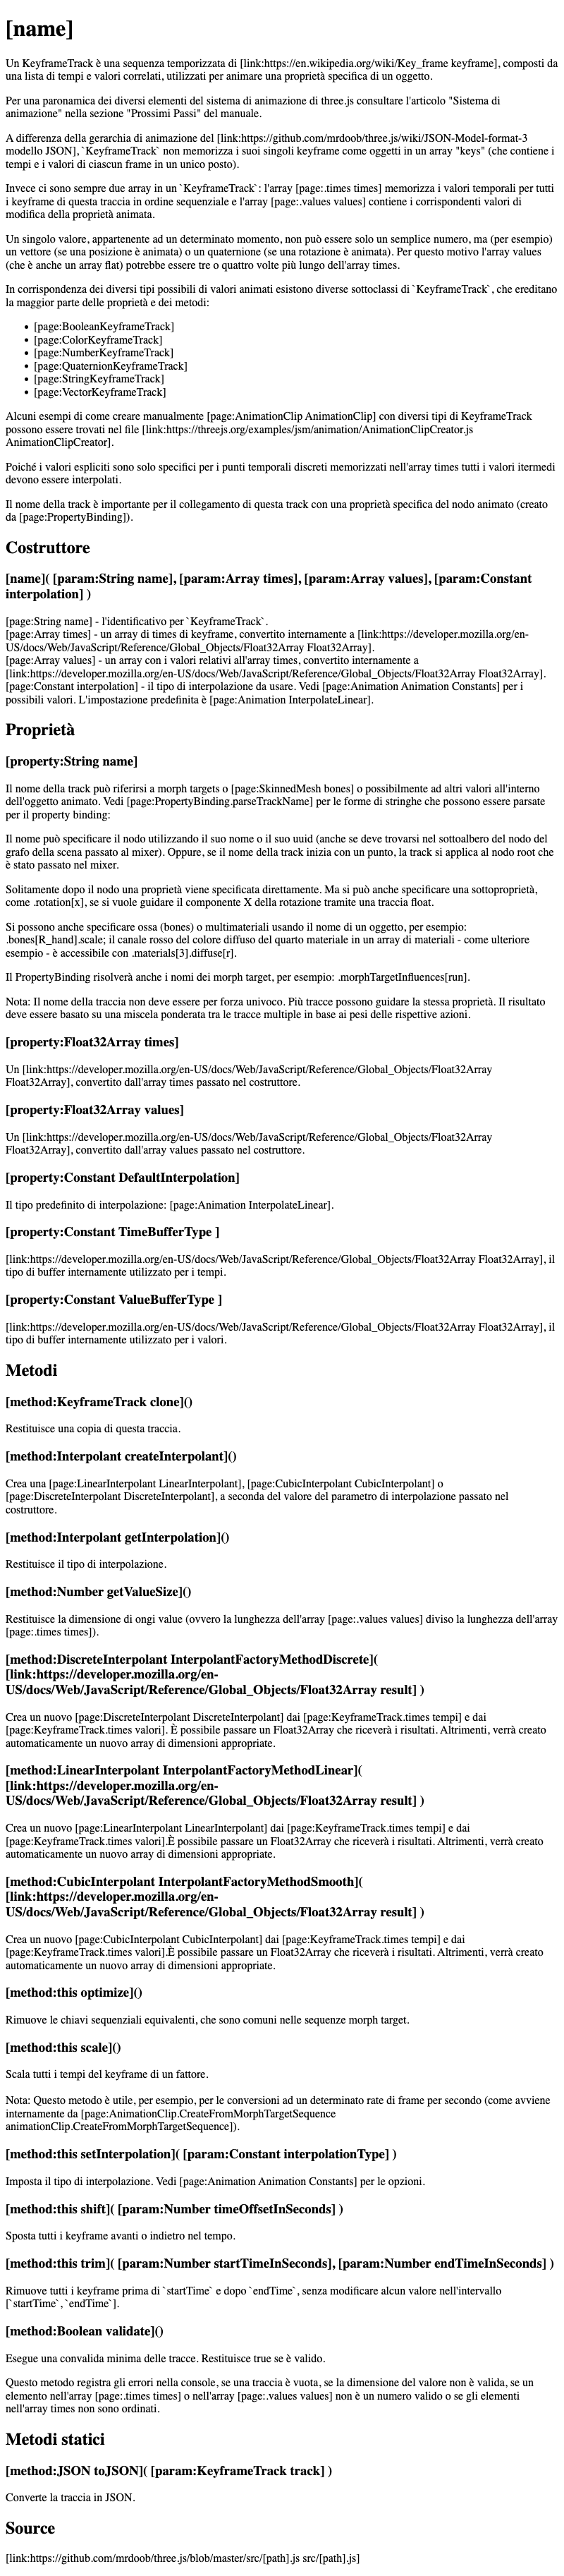 [name]
Un KeyframeTrack è una sequenza temporizzata di [link:https://en.wikipedia.org/wiki/Key_frame keyframe], composti da
una lista di tempi e valori correlati, utilizzati per animare una proprietà specifica di un oggetto.
Per una paronamica dei diversi elementi del sistema di animazione di three.js consultare l'articolo "Sistema di
animazione" nella sezione "Prossimi Passi" del manuale.
A differenza della gerarchia di animazione del [link:https://github.com/mrdoob/three.js/wiki/JSON-Model-format-3
modello JSON], `KeyframeTrack` non memorizza i suoi singoli keyframe come oggetti in un array "keys" (che contiene i
tempi e i valori di ciascun frame in un unico posto).
Invece ci sono sempre due array in un `KeyframeTrack`: l'array [page:.times times] memorizza i valori temporali per tutti
i keyframe di questa traccia in ordine sequenziale e l'array [page:.values values] contiene i corrispondenti valori di
modifica della proprietà animata.
Un singolo valore, appartenente ad un determinato momento, non può essere solo un semplice numero, ma (per esempio)
un vettore (se una posizione è animata) o un quaternione (se una rotazione è animata). Per questo motivo l'array values
(che è anche un array flat) potrebbe essere tre o quattro volte più lungo dell'array times.
In corrispondenza dei diversi tipi possibili di valori animati esistono diverse sottoclassi di `KeyframeTrack`, che ereditano
la maggior parte delle proprietà e dei metodi:
• [page:BooleanKeyframeTrack]
• [page:ColorKeyframeTrack]
• [page:NumberKeyframeTrack]
• [page:QuaternionKeyframeTrack]
• [page:StringKeyframeTrack]
• [page:VectorKeyframeTrack]
Alcuni esempi di come creare manualmente [page:AnimationClip AnimationClip] con diversi tipi di KeyframeTrack
possono essere trovati nel file [link:https://threejs.org/examples/jsm/animation/AnimationClipCreator.js
AnimationClipCreator].
Poiché i valori espliciti sono solo specifici per i punti temporali discreti memorizzati nell'array times tutti i valori itermedi
devono essere interpolati.
Il nome della track è importante per il collegamento di questa track con una proprietà specifica del nodo animato (creato
da [page:PropertyBinding]).
Costruttore
[name]( [param:String name], [param:Array times], [param:Array values], [param:Constant
interpolation] )
[page:String name] - l'identificativo per `KeyframeTrack`.
[page:Array times] - un array di times di keyframe, convertito internamente a [link:https://developer.mozilla.org/en-
US/docs/Web/JavaScript/Reference/Global_Objects/Float32Array Float32Array].
[page:Array values] - un array con i valori relativi all'array times, convertito internamente a
[link:https://developer.mozilla.org/en-US/docs/Web/JavaScript/Reference/Global_Objects/Float32Array Float32Array].
[page:Constant interpolation] - il tipo di interpolazione da usare. Vedi [page:Animation Animation Constants] per i
possibili valori. L'impostazione predefinita è [page:Animation InterpolateLinear].
Proprietà
[property:String name]
Il nome della track può riferirsi a morph targets o [page:SkinnedMesh bones] o possibilmente ad altri valori all'interno
dell'oggetto animato. Vedi [page:PropertyBinding.parseTrackName] per le forme di stringhe che possono essere parsate
per il property binding:
Il nome può specificare il nodo utilizzando il suo nome o il suo uuid (anche se deve trovarsi nel sottoalbero del nodo del
grafo della scena passato al mixer). Oppure, se il nome della track inizia con un punto, la track si applica al nodo root che
è stato passato nel mixer.
Solitamente dopo il nodo una proprietà viene specificata direttamente. Ma si può anche specificare una sottoproprietà,
come .rotation[x], se si vuole guidare il componente X della rotazione tramite una traccia float.
Si possono anche specificare ossa (bones) o multimateriali usando il nome di un oggetto, per esempio:
.bones[R_hand].scale; il canale rosso del colore diffuso del quarto materiale in un array di materiali - come ulteriore
esempio - è accessibile con .materials[3].diffuse[r].
Il PropertyBinding risolverà anche i nomi dei morph target, per esempio: .morphTargetInfluences[run].
Nota: Il nome della traccia non deve essere per forza univoco. Più tracce possono guidare la stessa proprietà. Il risultato
deve essere basato su una miscela ponderata tra le tracce multiple in base ai pesi delle rispettive azioni.
[property:Float32Array times]
Un [link:https://developer.mozilla.org/en-US/docs/Web/JavaScript/Reference/Global_Objects/Float32Array
Float32Array], convertito dall'array times passato nel costruttore.
[property:Float32Array values]
Un [link:https://developer.mozilla.org/en-US/docs/Web/JavaScript/Reference/Global_Objects/Float32Array
Float32Array], convertito dall'array values passato nel costruttore.
[property:Constant DefaultInterpolation]
Il tipo predefinito di interpolazione: [page:Animation InterpolateLinear].
[property:Constant TimeBufferType ]
[link:https://developer.mozilla.org/en-US/docs/Web/JavaScript/Reference/Global_Objects/Float32Array Float32Array], il
tipo di buffer internamente utilizzato per i tempi.
[property:Constant ValueBufferType ]
[link:https://developer.mozilla.org/en-US/docs/Web/JavaScript/Reference/Global_Objects/Float32Array Float32Array], il
tipo di buffer internamente utilizzato per i valori.
Metodi
[method:KeyframeTrack clone]()
Restituisce una copia di questa traccia.
[method:Interpolant createInterpolant]()
Crea una [page:LinearInterpolant LinearInterpolant], [page:CubicInterpolant CubicInterpolant] o
[page:DiscreteInterpolant DiscreteInterpolant], a seconda del valore del parametro di interpolazione passato nel
costruttore.
[method:Interpolant getInterpolation]()
Restituisce il tipo di interpolazione.
[method:Number getValueSize]()
Restituisce la dimensione di ongi value (ovvero la lunghezza dell'array [page:.values values] diviso la lunghezza dell'array
[page:.times times]).
[method:DiscreteInterpolant InterpolantFactoryMethodDiscrete](
[link:https://developer.mozilla.org/en-
US/docs/Web/JavaScript/Reference/Global_Objects/Float32Array result] )
Crea un nuovo [page:DiscreteInterpolant DiscreteInterpolant] dai [page:KeyframeTrack.times tempi] e dai
[page:KeyframeTrack.times valori]. È possibile passare un Float32Array che riceverà i risultati. Altrimenti, verrà creato
automaticamente un nuovo array di dimensioni appropriate.
[method:LinearInterpolant InterpolantFactoryMethodLinear](
[link:https://developer.mozilla.org/en-
US/docs/Web/JavaScript/Reference/Global_Objects/Float32Array result] )
Crea un nuovo [page:LinearInterpolant LinearInterpolant] dai [page:KeyframeTrack.times tempi] e dai
[page:KeyframeTrack.times valori].È possibile passare un Float32Array che riceverà i risultati. Altrimenti, verrà creato
automaticamente un nuovo array di dimensioni appropriate.
[method:CubicInterpolant InterpolantFactoryMethodSmooth](
[link:https://developer.mozilla.org/en-
US/docs/Web/JavaScript/Reference/Global_Objects/Float32Array result] )
Crea un nuovo [page:CubicInterpolant CubicInterpolant] dai [page:KeyframeTrack.times tempi] e dai
[page:KeyframeTrack.times valori].È possibile passare un Float32Array che riceverà i risultati. Altrimenti, verrà creato
automaticamente un nuovo array di dimensioni appropriate.
[method:this optimize]()
Rimuove le chiavi sequenziali equivalenti, che sono comuni nelle sequenze morph target.
[method:this scale]()
Scala tutti i tempi del keyframe di un fattore.
Nota: Questo metodo è utile, per esempio, per le conversioni ad un determinato rate di frame per secondo (come avviene
internamente da [page:AnimationClip.CreateFromMorphTargetSequence
animationClip.CreateFromMorphTargetSequence]).
[method:this setInterpolation]( [param:Constant interpolationType] )
Imposta il tipo di interpolazione. Vedi [page:Animation Animation Constants] per le opzioni.
[method:this shift]( [param:Number timeOffsetInSeconds] )
Sposta tutti i keyframe avanti o indietro nel tempo.
[method:this trim]( [param:Number startTimeInSeconds], [param:Number endTimeInSeconds] )
Rimuove tutti i keyframe prima di `startTime` e dopo `endTime`, senza modificare alcun valore nell'intervallo
[`startTime`, `endTime`].
[method:Boolean validate]()
Esegue una convalida minima delle tracce. Restituisce true se è valido.
Questo metodo registra gli errori nella console, se una traccia è vuota, se la dimensione del valore non è valida, se un
elemento nell'array [page:.times times] o nell'array [page:.values values] non è un numero valido o se gli elementi
nell'array times non sono ordinati.
Metodi statici
[method:JSON toJSON]( [param:KeyframeTrack track] )
Converte la traccia in JSON.
Source
[link:https://github.com/mrdoob/three.js/blob/master/src/[path].js src/[path].js]